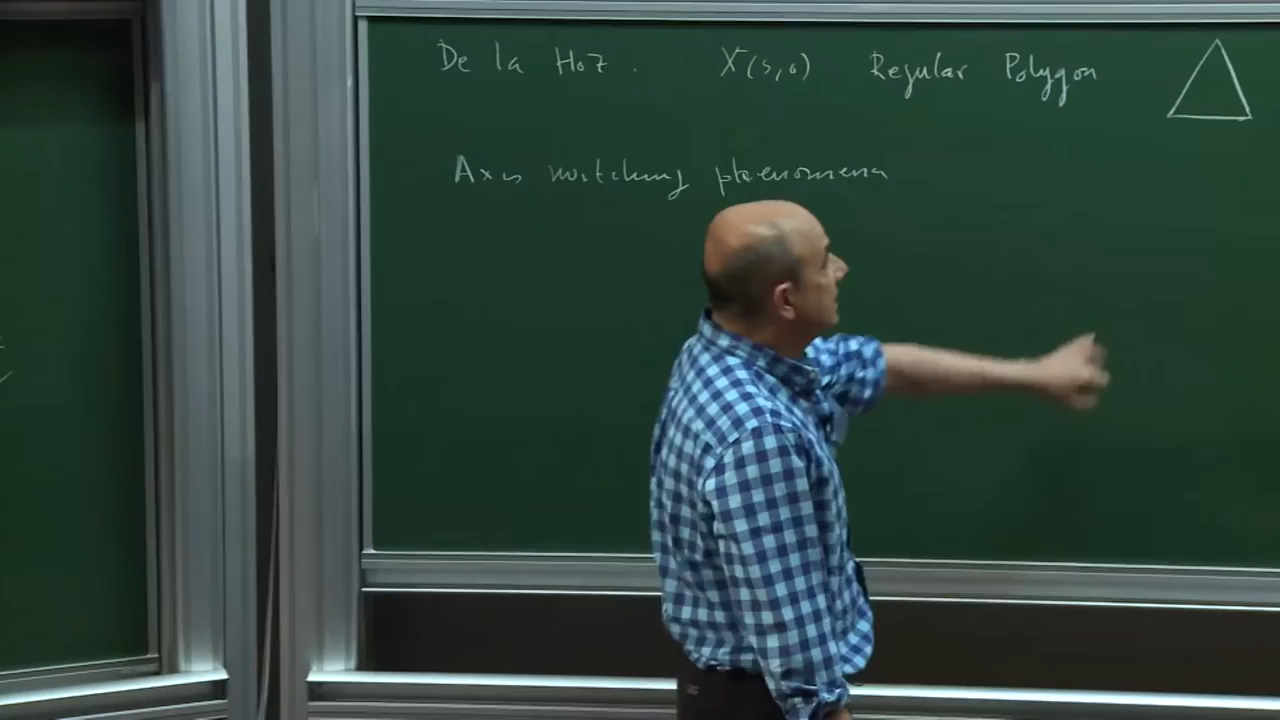 De la Hoz. X(s,0) Regular Polygon
Axis switching phenomena